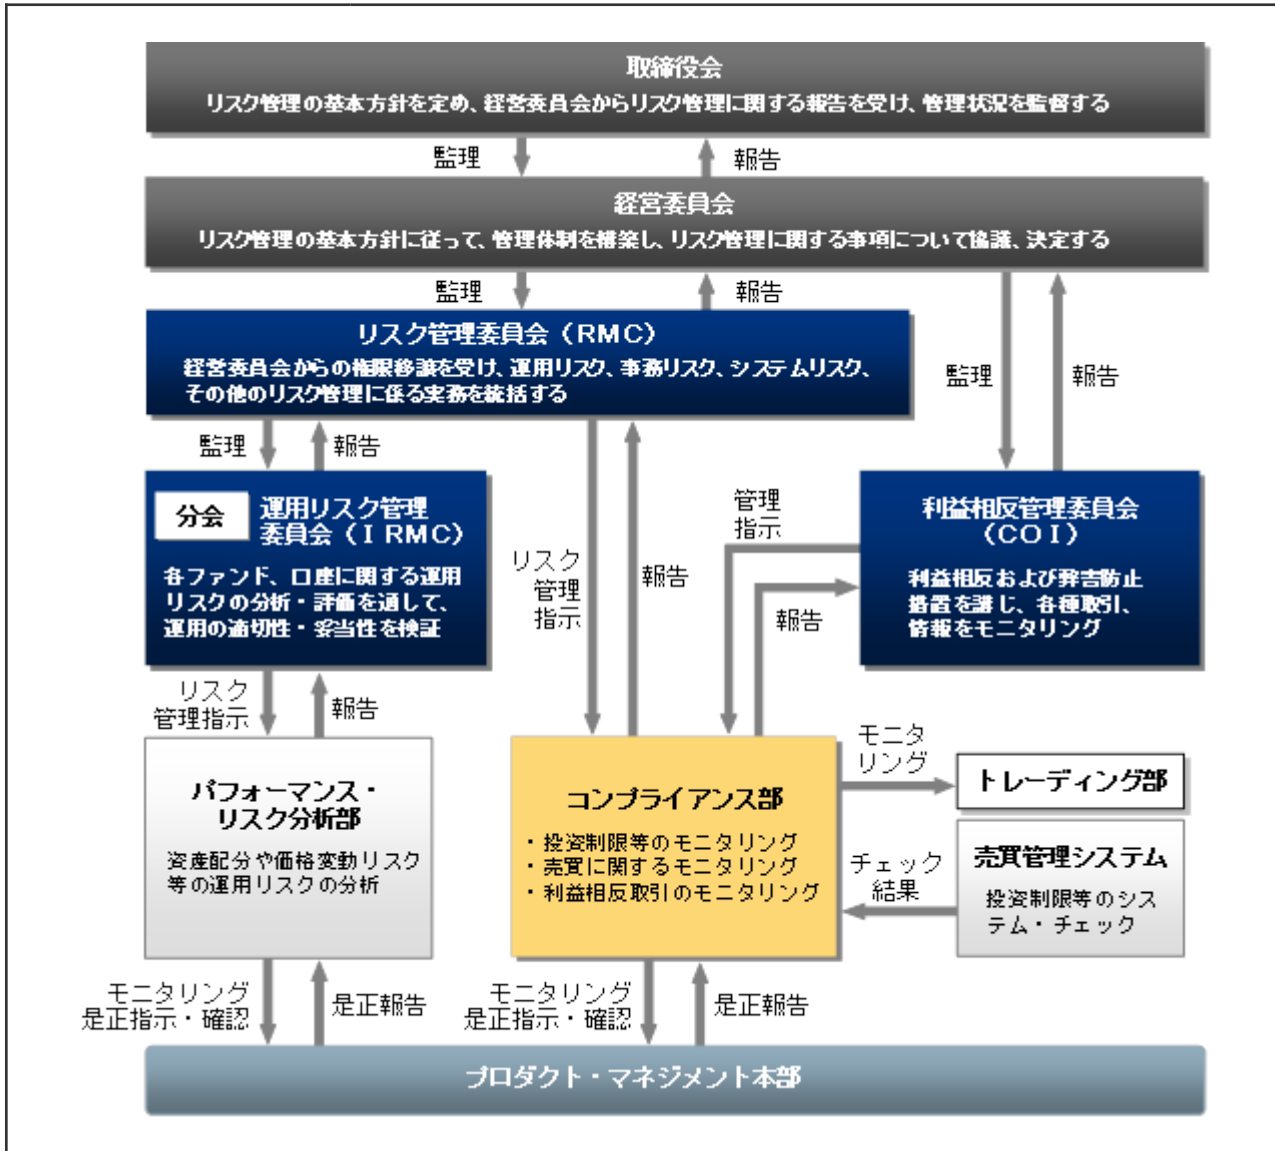 取締役会
リスク管理の基本方針を定め、経営委員会からリスク管理に関する報告を受け、管理状況を監督する
監理
報告
経営委員会
リスク管理の基本方針に従って、管理体制を構築し、リスク管理に関する事項について協議、決定する
監理
報告
リスク管理委員会（RMC）
経営委員会からの権限移譲を受け、運用リスク、事務リスク、システムリスク、
その他のリスク管理に係る実務を統括する
監理
報告
監理
報告
分会
運用リスク管理
委員会（IRMC）
各ファンド、口座に関する運用
リスクの分析・評価を通して、
運用の適切性・妥当性を検証
リスク
管理
指示
報告
管理
指示
報告
利益相反管理委員会
（COI）
利益相反および弊害防止
措置を講じ、各種取引、
情報をモニタリング
リスク
管理指示
報告
パフォーマンス・
リスク分析部
資産配分や価格変動リスク
等の運用リスクの分析
コンプライアンス部
・投資制限等のモニタリング
・売買に関するモニタリング
・利益相反取引のモニタリング
モニタ
リング
トレーディング部
チェック
結果
売買管理システム
投資制限等のシス
テム・チェック
モニタリング
是正指示・確認
是正報告
モニタリング
是正指示・確認
是正報告
プロダクト・マネジメント本部